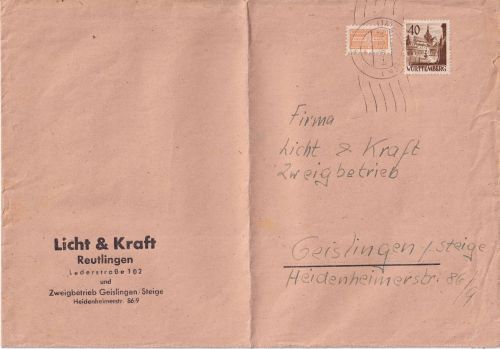 40
WÜRTTEMBERG
Firma
Licht & Kraft
Zweigbetrieb
Geislingen / Steige
Heidenheimerstr. 86/9
Licht & Kraft
Reutlingen
Lederstraße 102
und
Zweigbetrieb Geislingen/Steige
Heidenheimerstr. 86/9